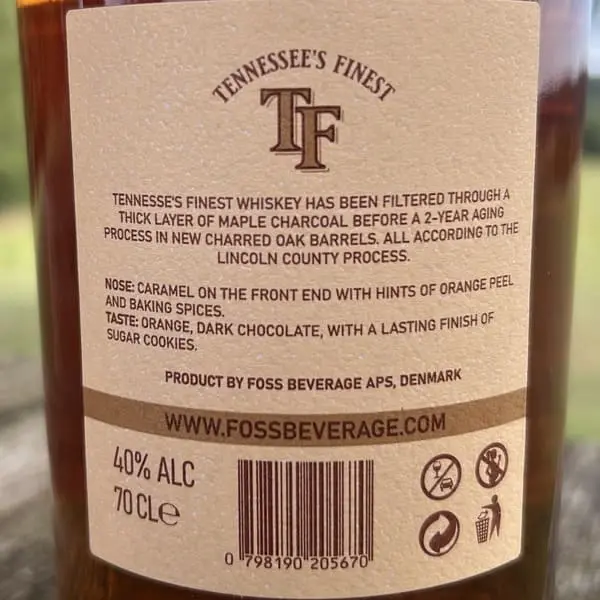 TENNESSEE'S FINEST
TF
TENNESSE'S FINEST WHISKEY HAS BEEN FILTERED THROUGH A
THICK LAYER OF MAPLE CHARCOAL BEFORE A 2-YEAR AGING
PROCESS IN NEW CHARRED OAK BARRELS. ALL ACCORDING TO THE
LINCOLN COUNTY PROCESS.
NOSE: CARAMEL ON THE FRONT END WITH HINTS OF ORANGE PEEL
AND BAKING SPICES.
TASTE: ORANGE, DARK CHOCOLATE, WITH A LASTING FINISH OF
SUGAR COOKIES.
PRODUCT BY FOSS BEVERAGE APS, DENMARK
WWW.FOSSBEVERAGE.COM
40% ALC
70 CL℮
0 798190 205670